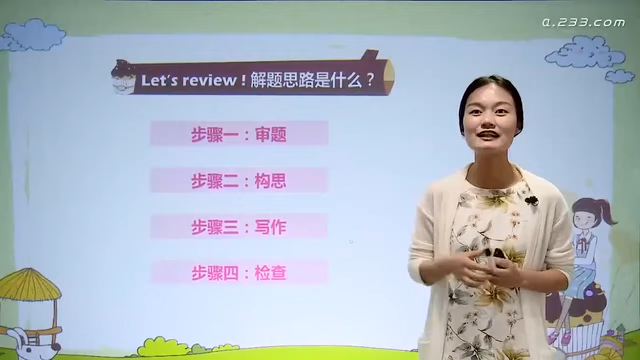 a.233.com
Let's review ! 解题思路是什么？
步骤一：审题
步骤二：构思
步骤三：写作
步骤四：检查